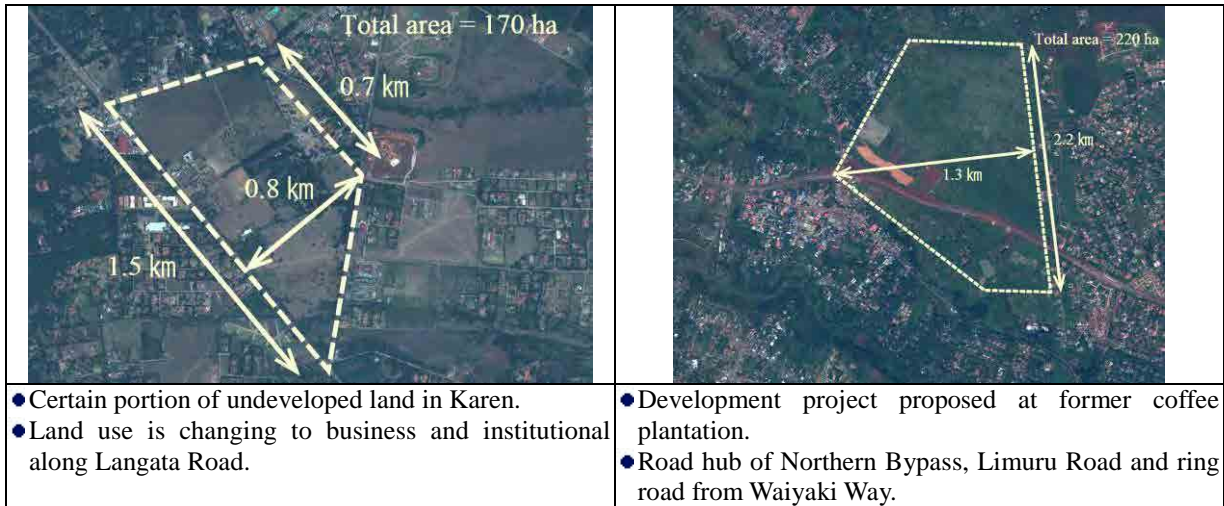 Total area = 170 ha
0.7 km
0.8 km
1.5 km
Total area = 220 ha
2.2 km
1.3 km
Certain portion of undeveloped land in Karen.
Land use is changing to business and institutional
along Langata Road.
Development project proposed at former coffee
plantation.
Road hub of Northern Bypass, Limuru Road and ring
road from Waiyaki Way.